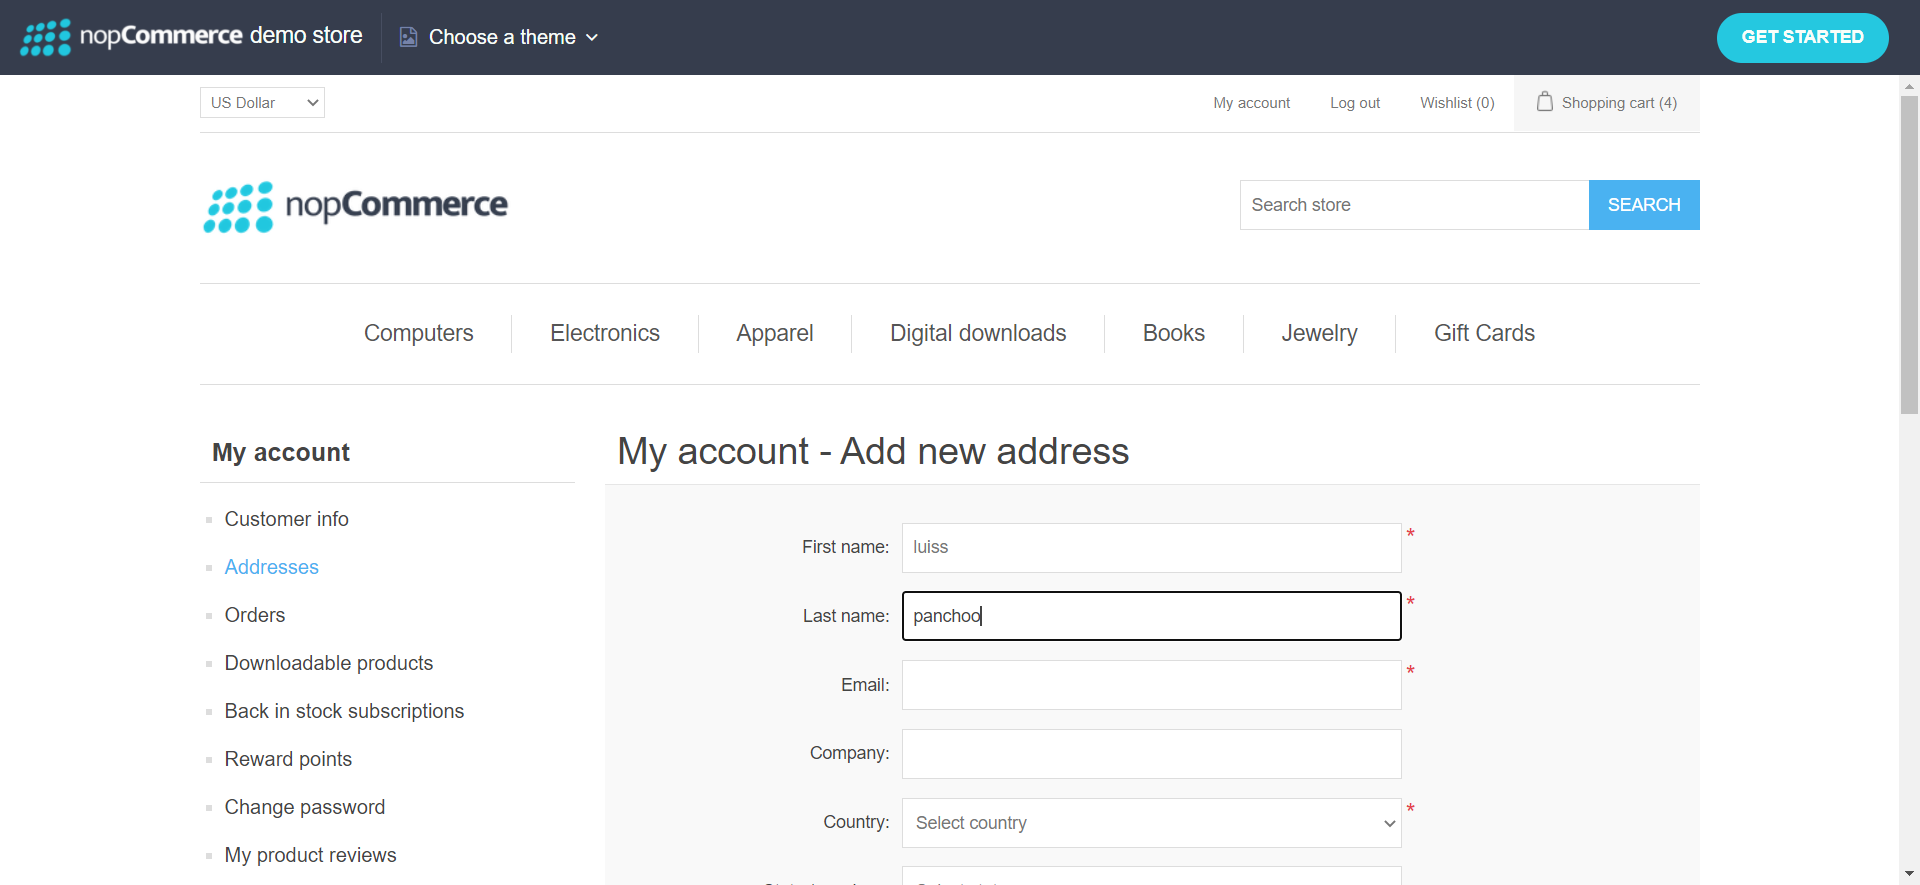 nopCommerce demo store
Choose a theme
GET STARTED
US Dollar
My account
Log out
Wishlist (0)
Shopping cart (4)
nopCommerce
Search store
SEARCH
Computers
Electronics
Apparel
Digital downloads
Books
Jewelry
Gift Cards
My account
Customer info
Addresses
Orders
Downloadable products
Back in stock subscriptions
Reward points
Change password
My product reviews
My account - Add new address
First name: luiss *
Last name: panchoo *
Email: *
Company:
Country: Select country *